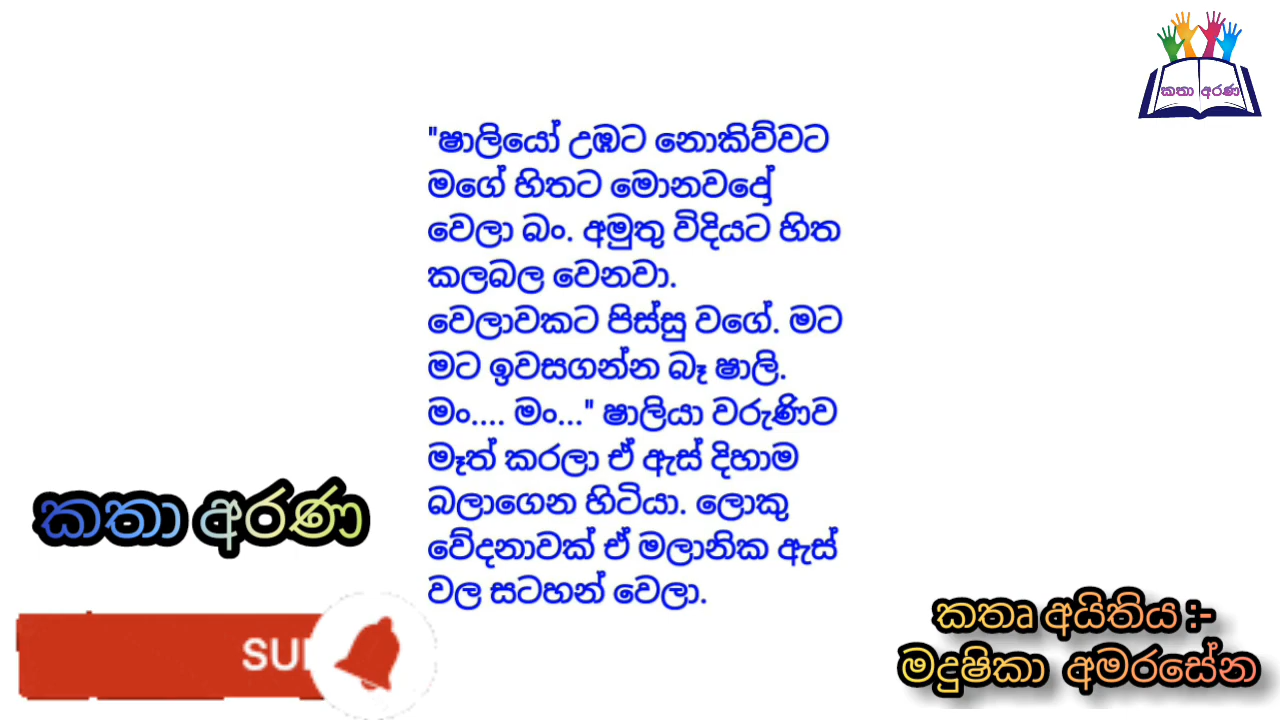 කතා අරණ
"ෂාලියෝ උඹට නොකිව්වට
මගේ හිතට මොනවදෝ
වෙලා බං. අමුතු විදියට හිත
කලබල වෙනවා.
වෙලාවකට පිස්සු වගේ. මට
මට ඉවසගන්න බෑ ෂාලි.
මං.... මං..." ෂාලියා වරුණිව
මෑත් කරලා ඒ ඇස් දිහාම
බලාගෙන හිටියා. ලොකු
වේදනාවක් ඒ මලානික ඇස්
වල සටහන් වෙලා.
කතා අරණ
SU
කතෘ අයිතිය :-
මදුෂිකා අමරසේන